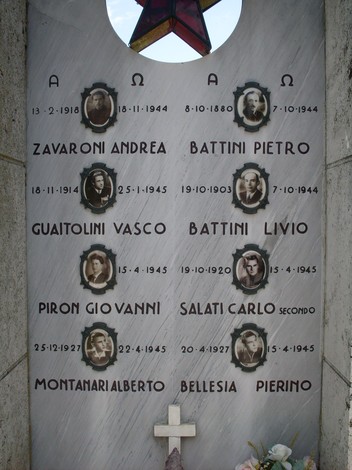 Α Ω Α Ω
13·2·1918 18·11·1944 8·10·1880 7·10·1944
ZAVARONI ANDREA BATTINI PIETRO
18·11·1914 25·1·1945 19·10·1903 7·10·1944
GUAITOLINI VASCO BATTINI LIVIO
15·4·1945 19·10·1920 15·4·1945
PIRON GIOVANNI SALATI CARLO SECONDO
25·12·1927 22·4·1945 20·4·1927 15·4·1945
MONTANARI ALBERTO BELLESIA PIERINO